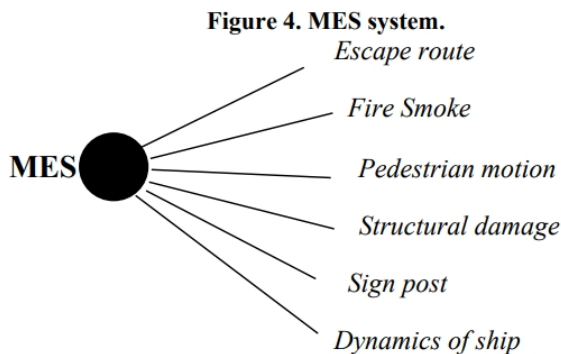 Figure 4. MES system.
Escape route
Fire Smoke
MES
Pedestrian motion
Structural damage
Sign post
Dynamics of ship